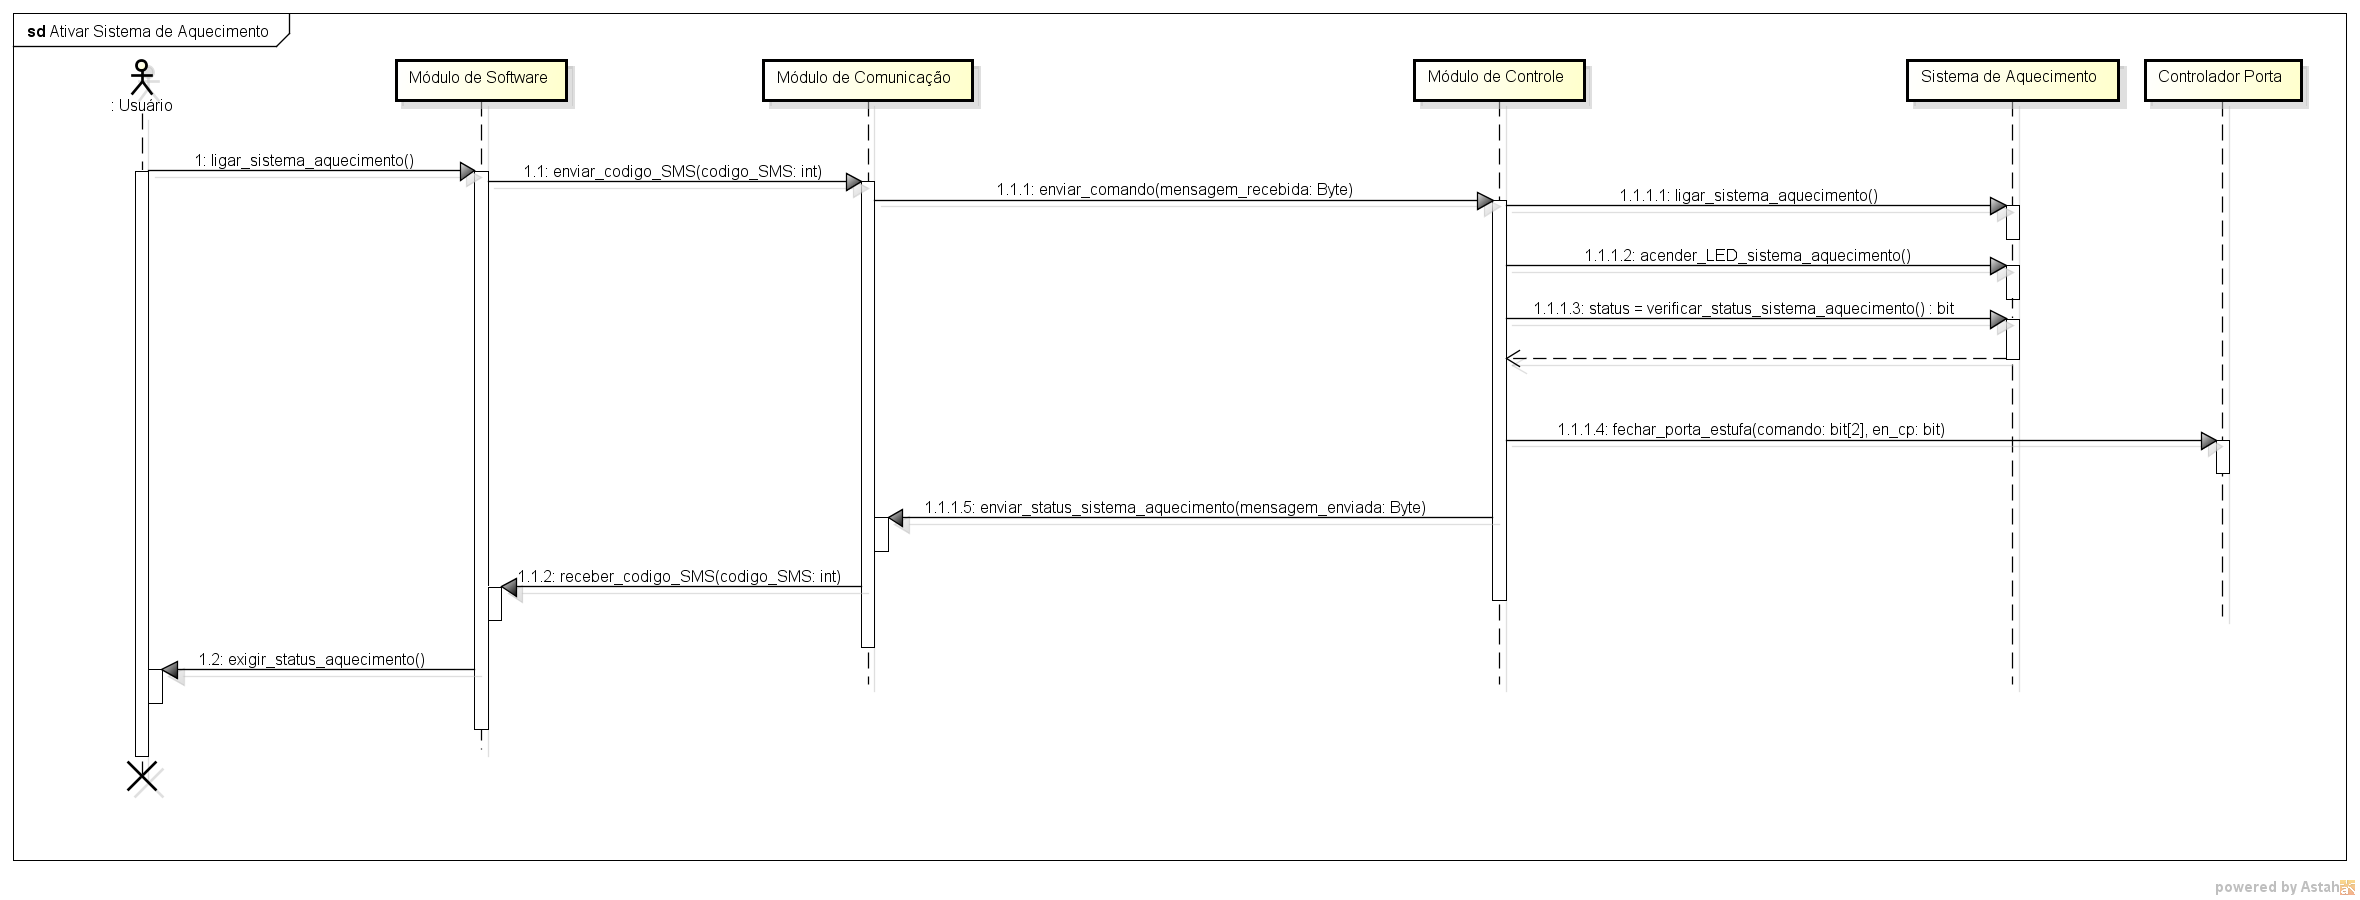 sd Ativar Sistema de Aquecimento
: Usuário
Módulo de Software
Módulo de Comunicação
Módulo de Controle
Sistema de Aquecimento
Controlador Porta
1: ligar_sistema_aquecimento()
1.1: enviar_codigo_SMS(codigo_SMS: int)
1.1.1: enviar_comando(mensagem_recebida: Byte)
1.1.1.1: ligar_sistema_aquecimento()
1.1.1.2: acender_LED_sistema_aquecimento()
1.1.1.3: status = verificar_status_sistema_aquecimento() : bit
1.1.1.4: fechar_porta_estufa(comando: bit[2], en_cp: bit)
1.1.1.5: enviar_status_sistema_aquecimento(mensagem_enviada: Byte)
1.1.2: receber_codigo_SMS(codigo_SMS: int)
1.2: exigir_status_aquecimento()
powered by Astah